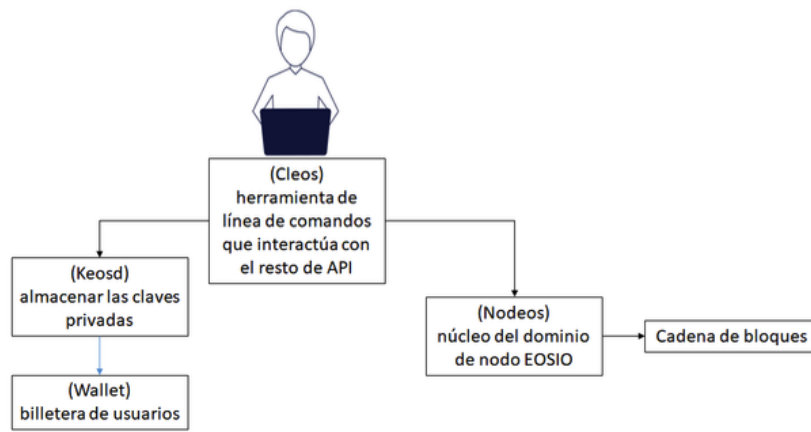 (Cleos)
herramienta de
línea de comandos
que interactúa con
el resto de API
(Keosd)
almacenar las claves
privadas
(Nodeos)
núcleo del dominio
de nodo EOSIO
Cadena de bloques
(Wallet)
billetera de usuarios